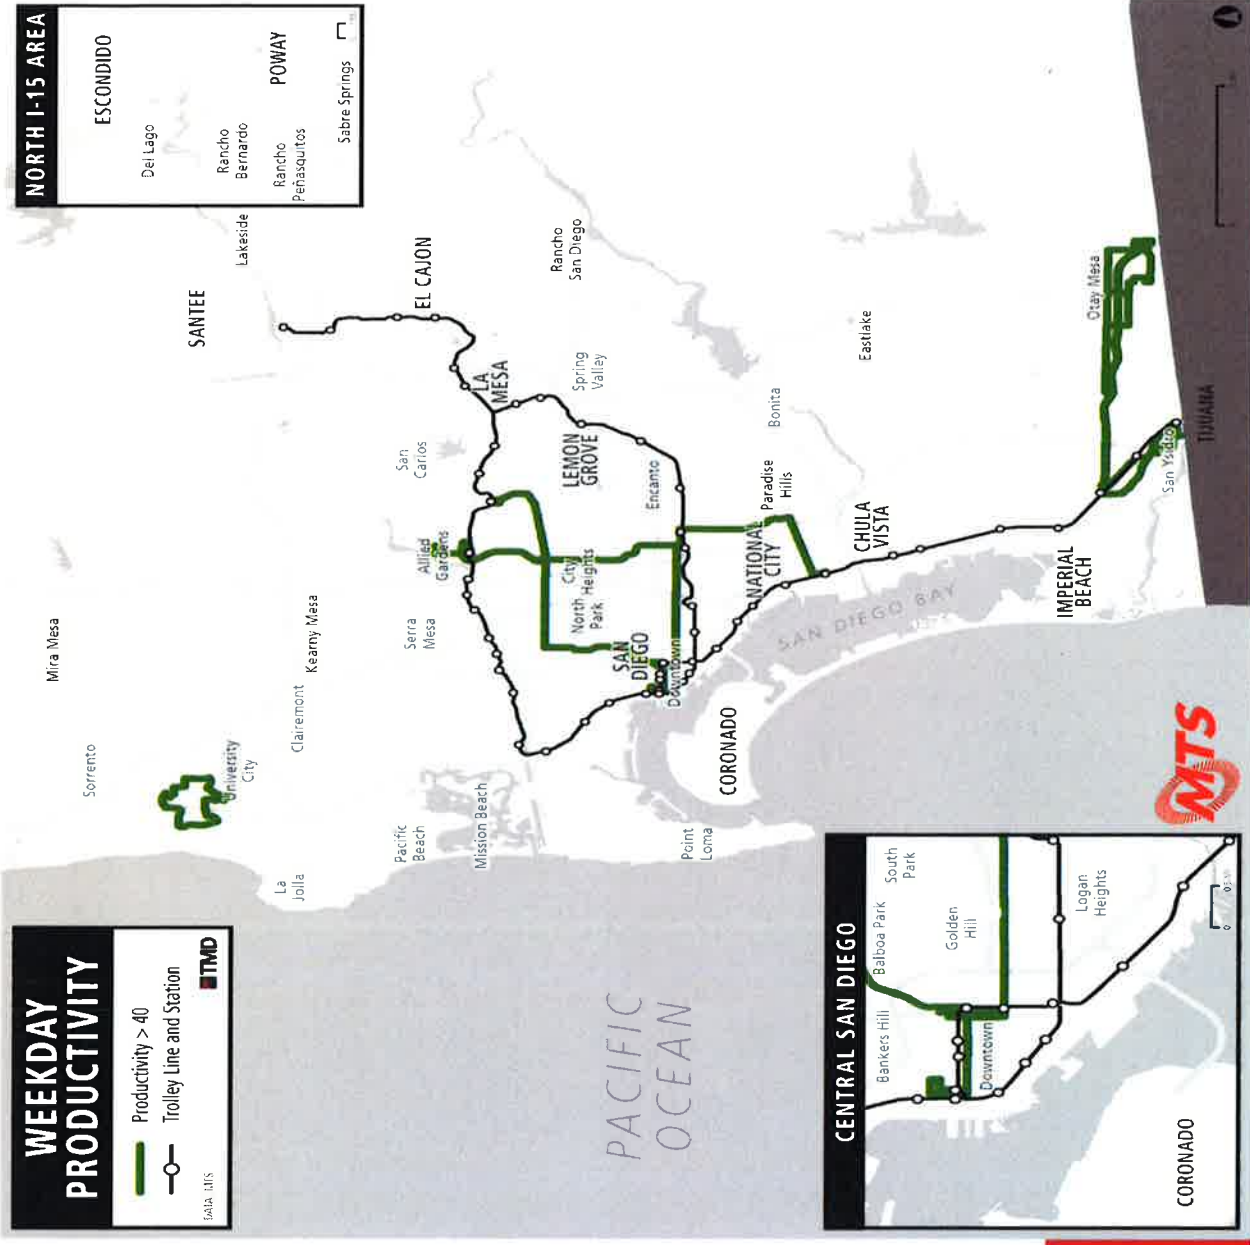 WEEKDAY
PRODUCTIVITY
Productivity > 40
Trolley Line and Station
DATA: MTS
TMD
NORTH I-15 AREA
ESCONDIDO
Del Lago
Rancho
Bernardo
POWAY
Rancho
Peñasquitos
Sabre Springs
Mira Mesa
Sorrento
University
City
Lakeside
SANTEE
La
Jolla
Clairemont
Kearny Mesa
EL CAJON
Pacific
Beach
Serra
Mesa
Allied
Gardens
San
Carlos
Mission Beach
LA
MESA
Rancho
San Diego
Spring
Valley
LEMON
GROVE
City
Heights
North
Park
SAN
DIEGO
Downtown
Encanto
Point
Loma
CORONADO
NATIONAL
CITY
Paradise
Hills
Bonita
Eastlake
CHULA
VISTA
SAN DIEGO BAY
IMPERIAL
BEACH
Otay Mesa
San Ysidro
TIJUANA
PACIFIC
OCEAN
MTS
CENTRAL SAN DIEGO
Bankers Hill
Balboa Park
South
Park
Golden
Hill
Downtown
Logan
Heights
CORONADO
0